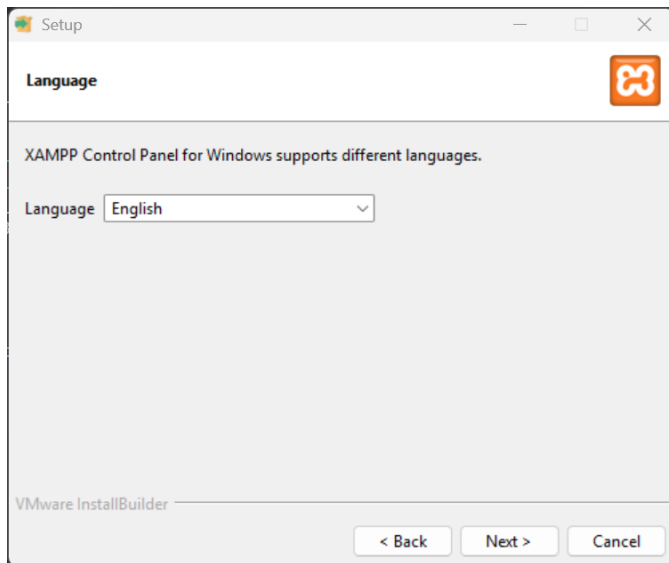 Setup
Language
XAMPP Control Panel for Windows supports different languages.
Language English
VMware InstallBuilder
< Back Next > Cancel